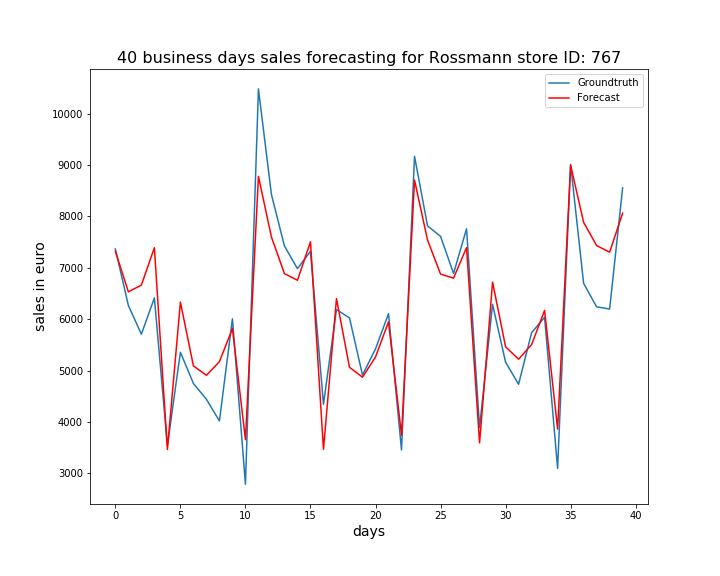 40 business days sales forecasting for Rossmann store ID: 767
Groundtruth
Forecast
10000
9000
8000
7000
6000
5000
4000
3000
sales in euro
0 5 10 15 20 25 30 35 40
days